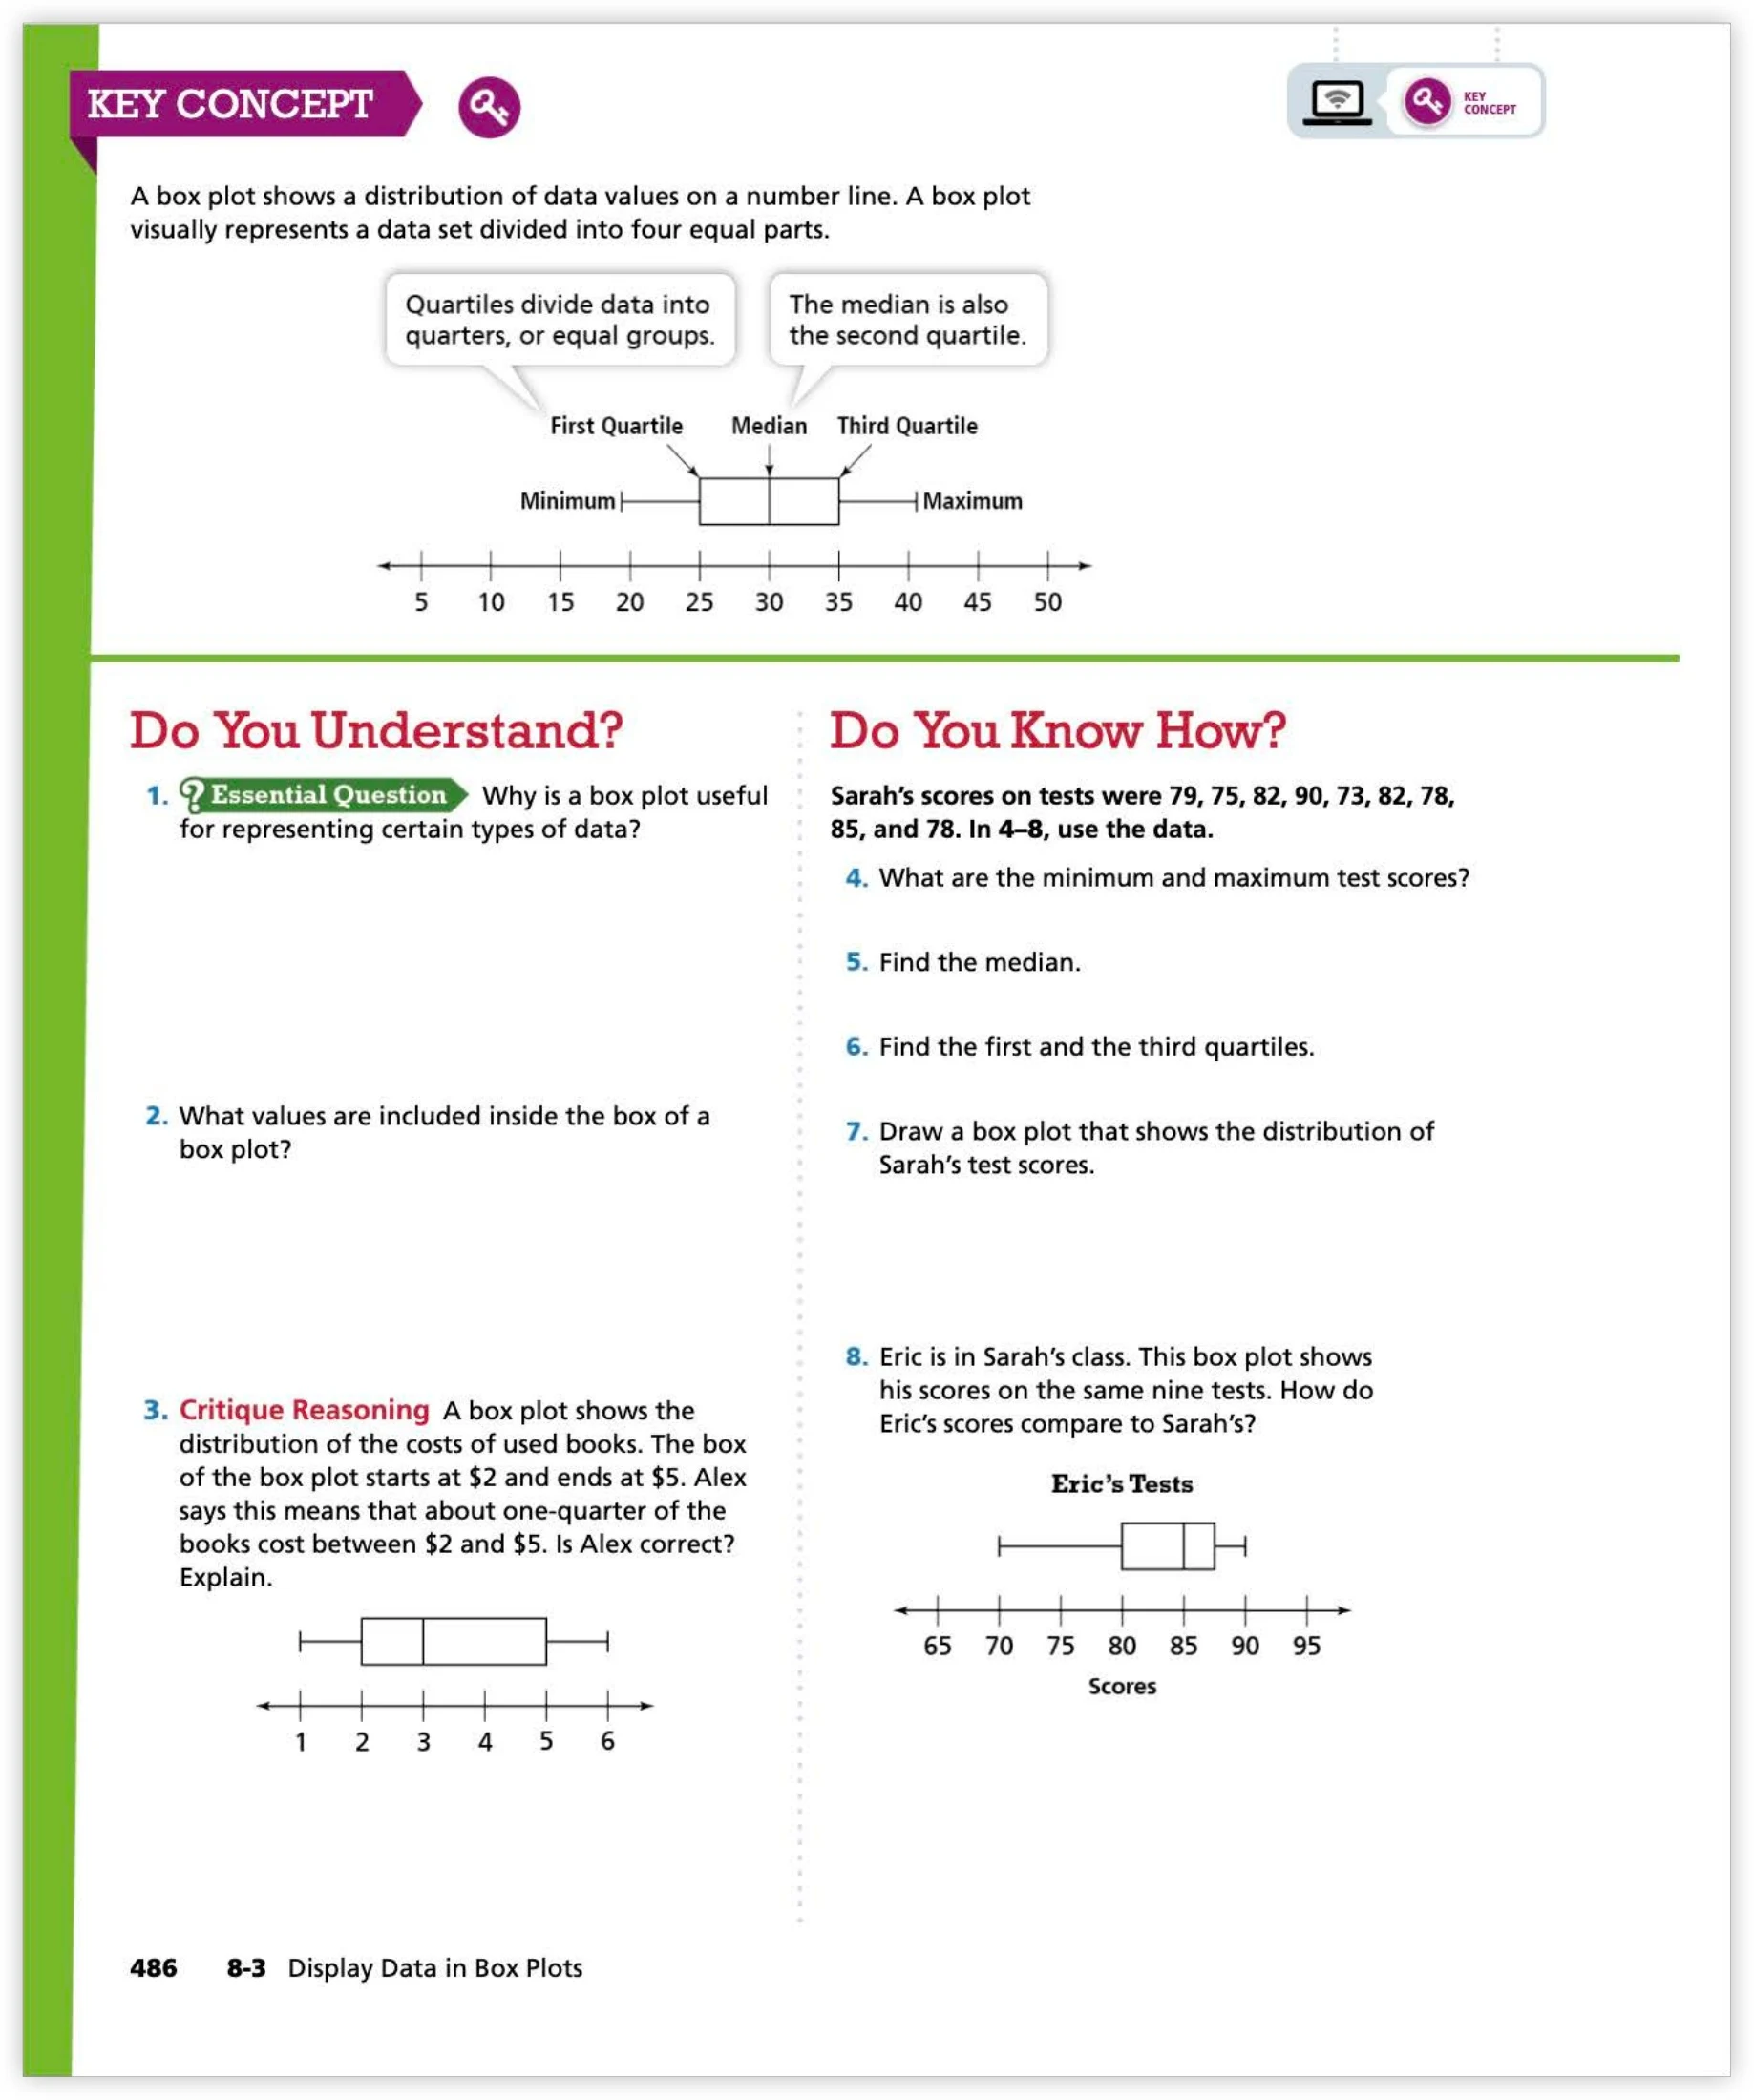 KEY CONCEPT
KEY
CONCEPT
A box plot shows a distribution of data values on a number line. A box plot
visually represents a data set divided into four equal parts.
Quartiles divide data into
quarters, or equal groups.
The median is also
the second quartile.
First Quartile Median Third Quartile
Minimum Maximum
5 10 15 20 25 30 35 40 45 50
Do You Understand?
1. ? Essential Question Why is a box plot useful
for representing certain types of data?
2. What values are included inside the box of a
box plot?
3. Critique Reasoning A box plot shows the
distribution of the costs of used books. The box
of the box plot starts at $2 and ends at $5. Alex
says this means that about one-quarter of the
books cost between $2 and $5. Is Alex correct?
Explain.
1 2 3 4 5 6
Do You Know How?
Sarah's scores on tests were 79, 75, 82, 90, 73, 82, 78,
85, and 78. In 4–8, use the data.
4. What are the minimum and maximum test scores?
5. Find the median.
6. Find the first and the third quartiles.
7. Draw a box plot that shows the distribution of
Sarah's test scores.
8. Eric is in Sarah's class. This box plot shows
his scores on the same nine tests. How do
Eric's scores compare to Sarah's?
Eric's Tests
65 70 75 80 85 90 95
Scores
486 8-3 Display Data in Box Plots